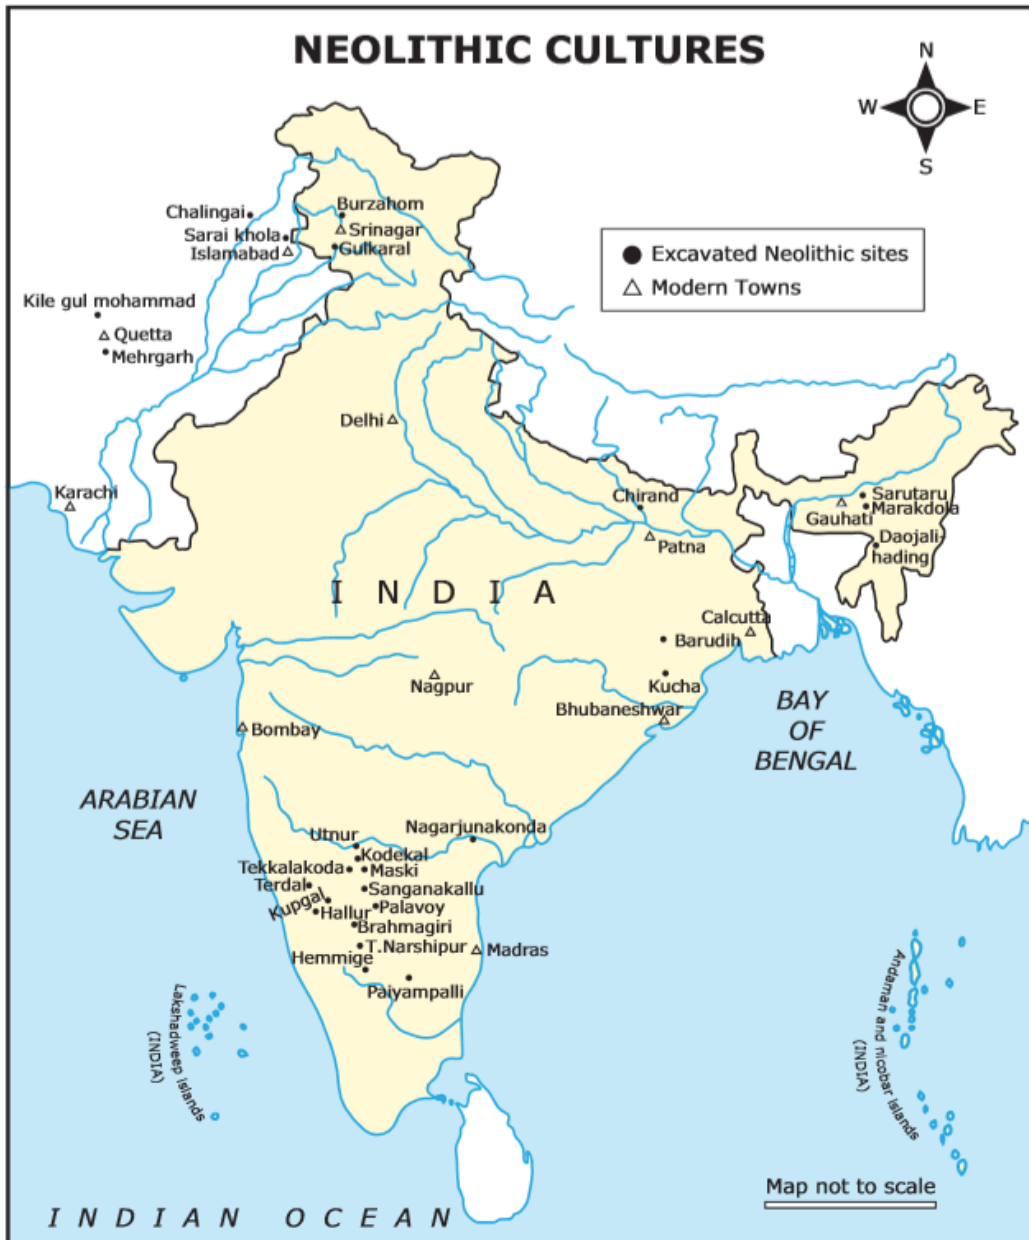 NEOLITHIC CULTURES
N
W
E
S
Excavated Neolithic sites
Modern Towns
Chalingai
Burzahom
Srinagar
Sarai khola
Gulkaral
Islamabad
Kile gul mohammad
Quetta
Mehrgarh
Delhi
Karachi
Chirand
Patna
Sarutaru
Marakdola
Gauhati
Daojali-
hading
I N D I A
Calcutta
Barudih
Kucha
Nagpur
Bhubaneshwar
Bombay
BAY
OF
BENGAL
ARABIAN
SEA
Nagarjunakonda
Utnur
Kodekal
Tekkalakoda
Maski
Terdal
Sanganakallu
Kupgal
Palavoy
Hallur
Brahmagiri
T.Narshipur
Madras
Hemmige
Paiyampalli
Lakshadweep islands
(INDIA)
Andaman and nicobar islands
(INDIA)
Map not to scale
I N D I A N   O C E A N